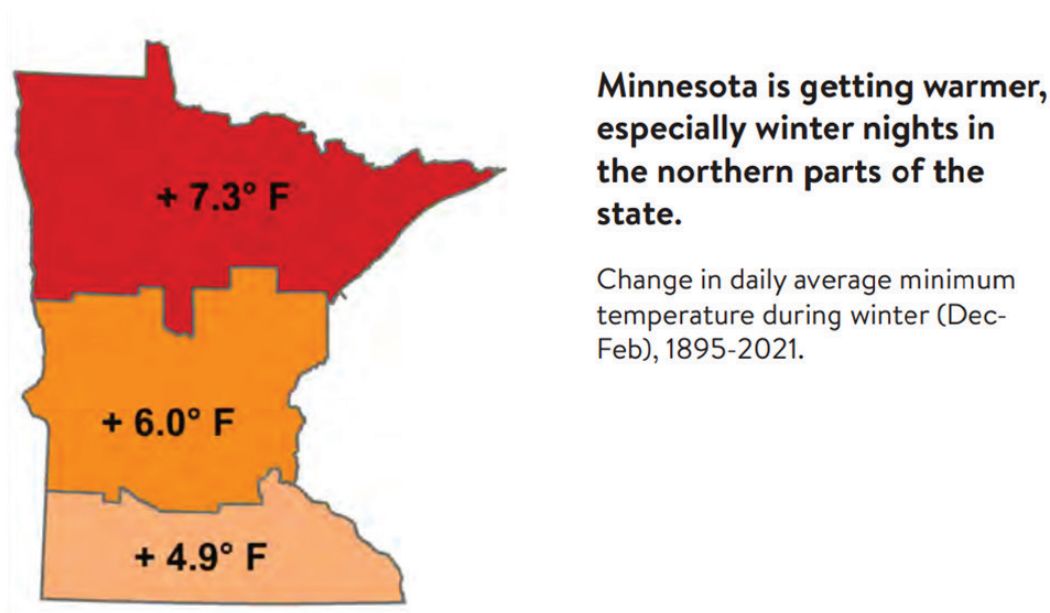 Minnesota is getting warmer,
especially winter nights in
the northern parts of the
state.
Change in daily average minimum
temperature during winter (Dec-
Feb), 1895-2021.
+ 7.3° F
+ 6.0° F
+ 4.9° F